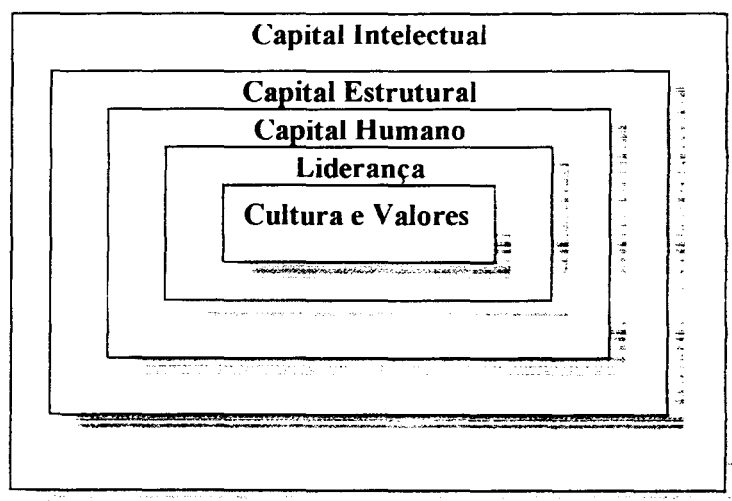 Capital Intelectual
Capital Estrutural
Capital Humano
Liderança
Cultura e Valores